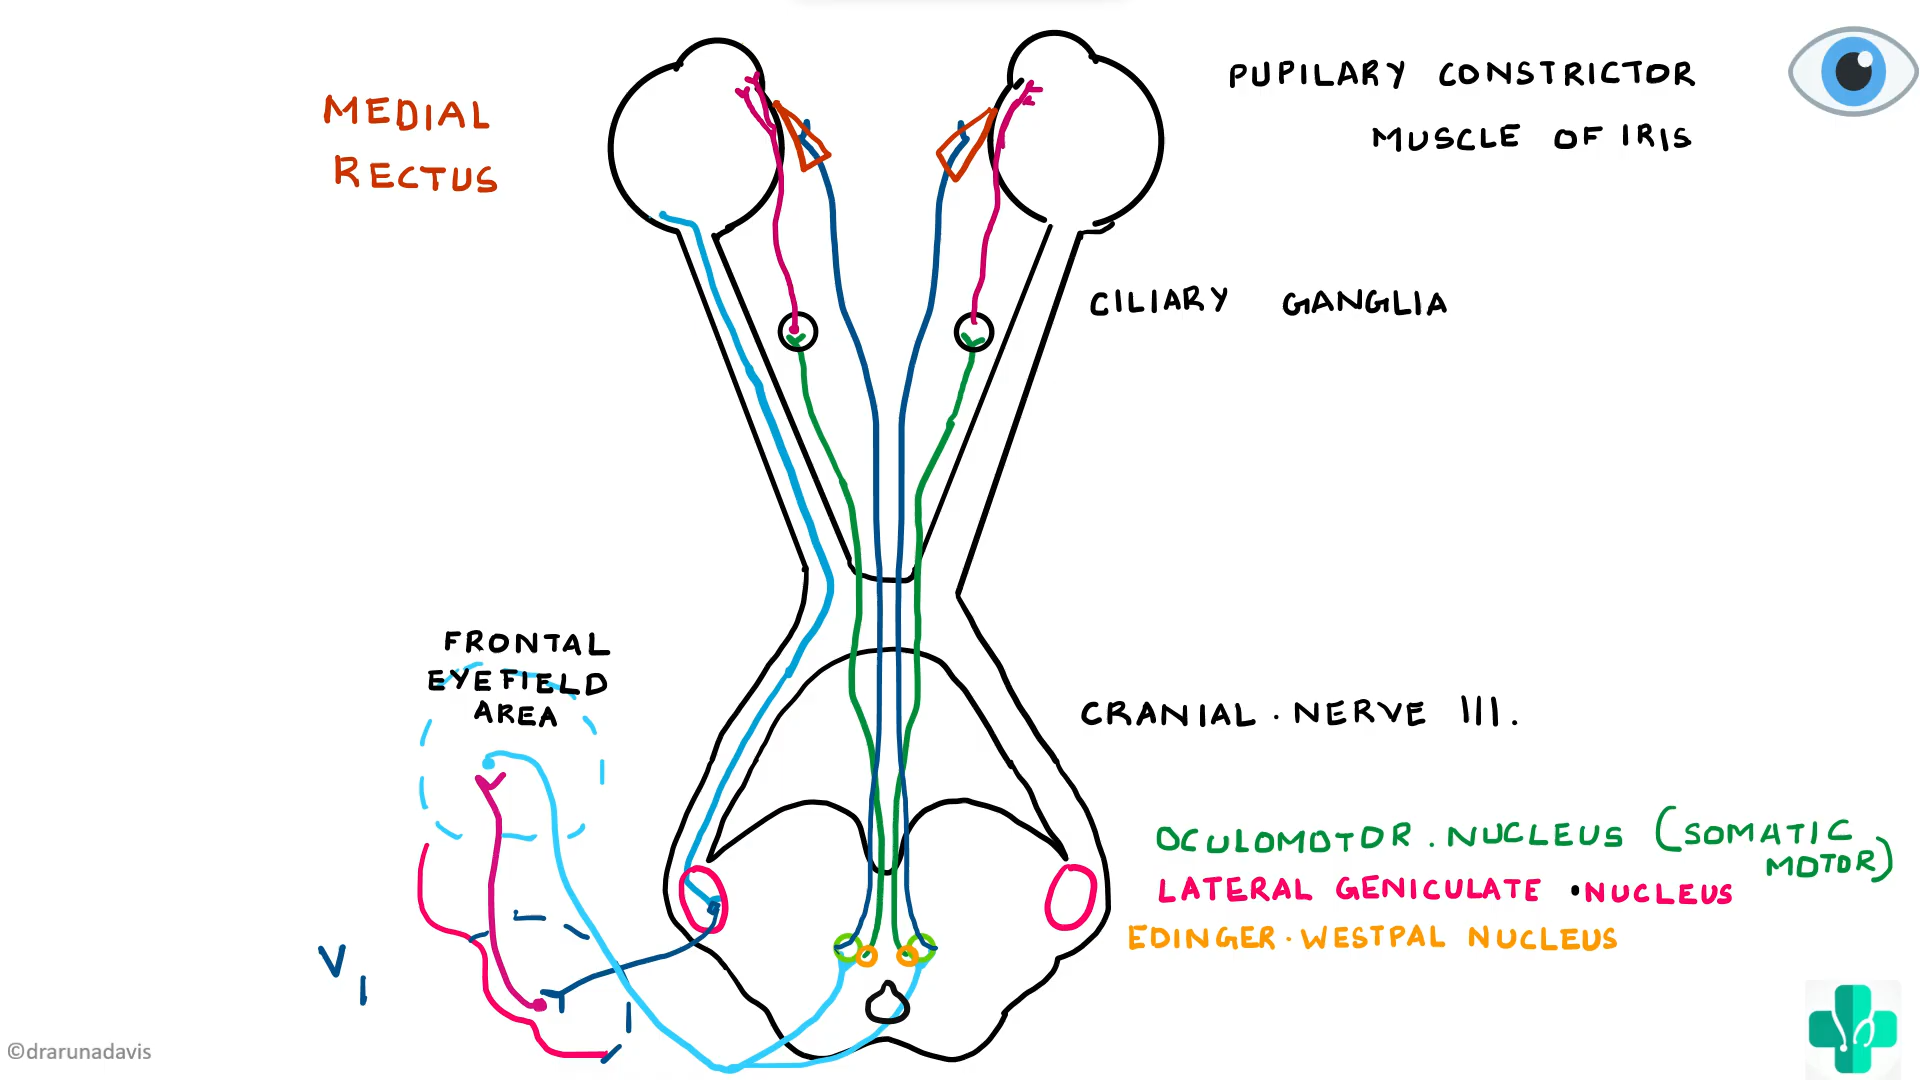 MEDIAL
RECTUS
PUPILARY CONSTRICTOR
MUSCLE OF IRIS
CILIARY GANGLIA
FRONTAL
EYEFIELD
AREA
CRANIAL . NERVE III.
OCULOMOTOR . NUCLEUS (SOMATIC
MOTOR)
LATERAL GENICULATE • NUCLEUS
EDINGER · WESTPAL NUCLEUS
V1
©drarunadavis